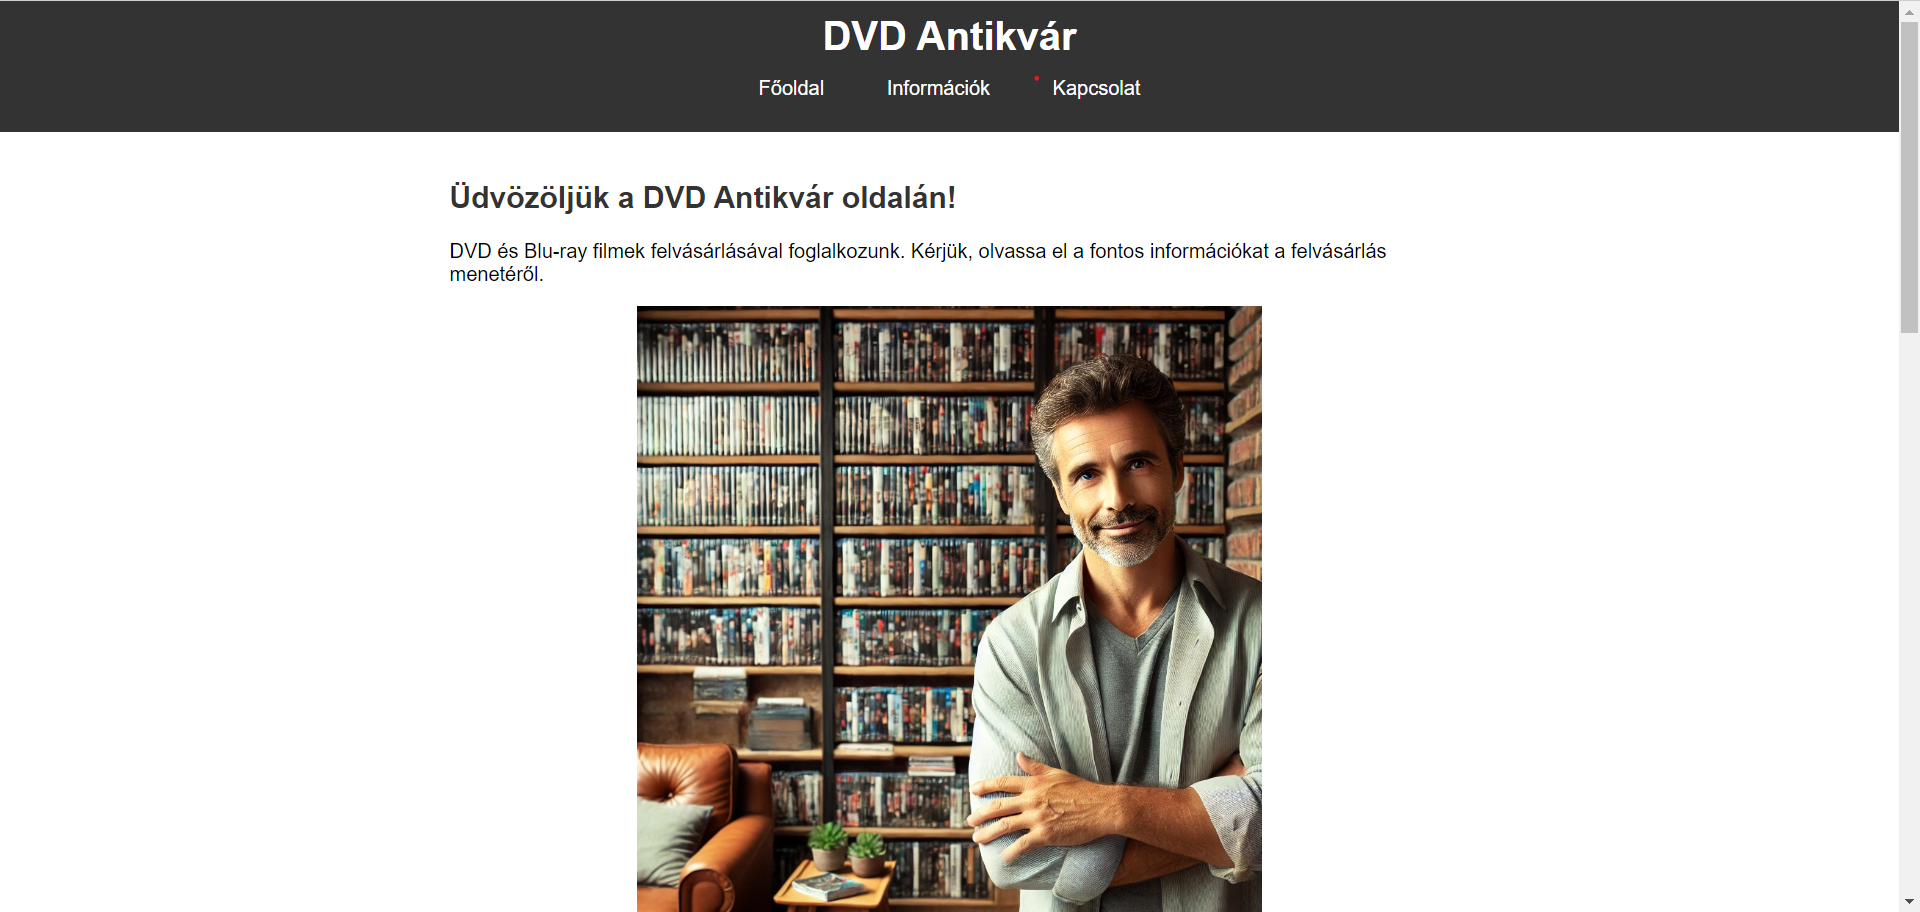 DVD Antikvár
Főoldal Információk Kapcsolat
Üdvözöljük a DVD Antikvár oldalán!
DVD és Blu-ray filmek felvásárlásával foglalkozunk. Kérjük, olvassa el a fontos információkat a felvásárlás
menetéről.